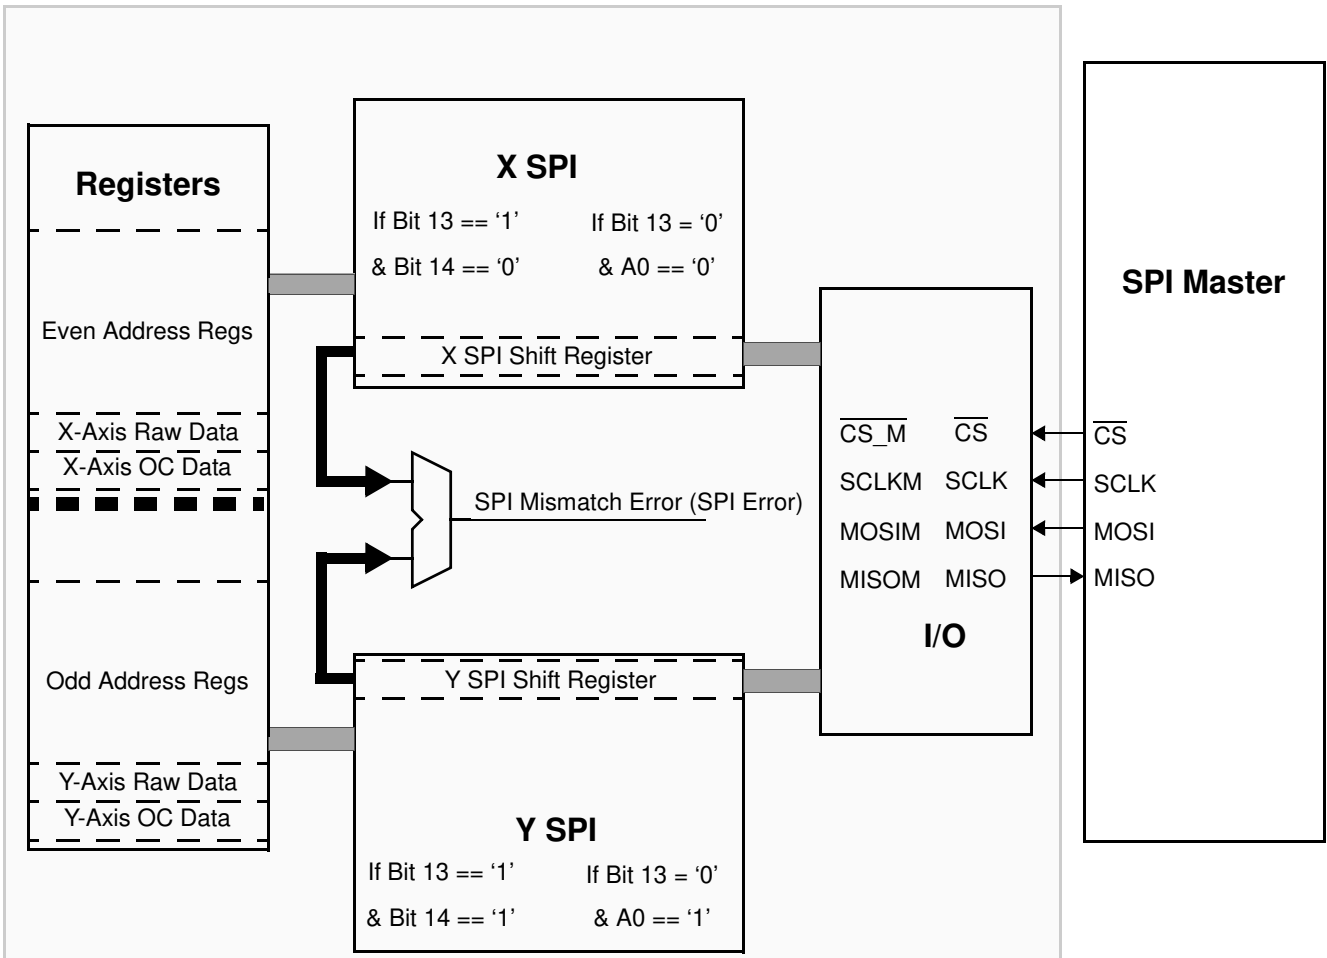 Registers
Even Address Regs
X-Axis Raw Data
X-Axis OC Data
Odd Address Regs
Y-Axis Raw Data
Y-Axis OC Data
X SPI
If Bit 13 == ‘1’ If Bit 13 = ‘0’
& Bit 14 == ‘0’ & A0 == ‘0’
X SPI Shift Register
SPI Mismatch Error (SPI Error)
Y SPI Shift Register
Y SPI
If Bit 13 == ‘1’ If Bit 13 = ‘0’
& Bit 14 == ‘1’ & A0 == ‘1’
C̅S̅_̅M̅ C̅S̅
SCLKM SCLK
MOSIM MOSI
MISOM MISO
I/O
SPI Master
C̅S̅
SCLK
MOSI
MISO